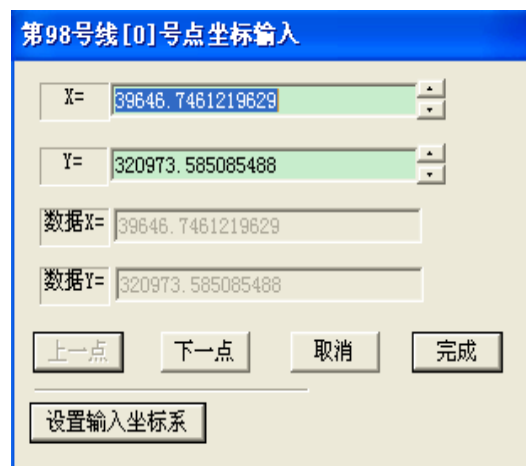 第98号线[0]号点坐标输入
X= 39646.7461219629
Y= 320973.585085488
数据X= 39646.7461219629
数据Y= 320973.585085488
上一点 下一点 取消 完成
设置输入坐标系